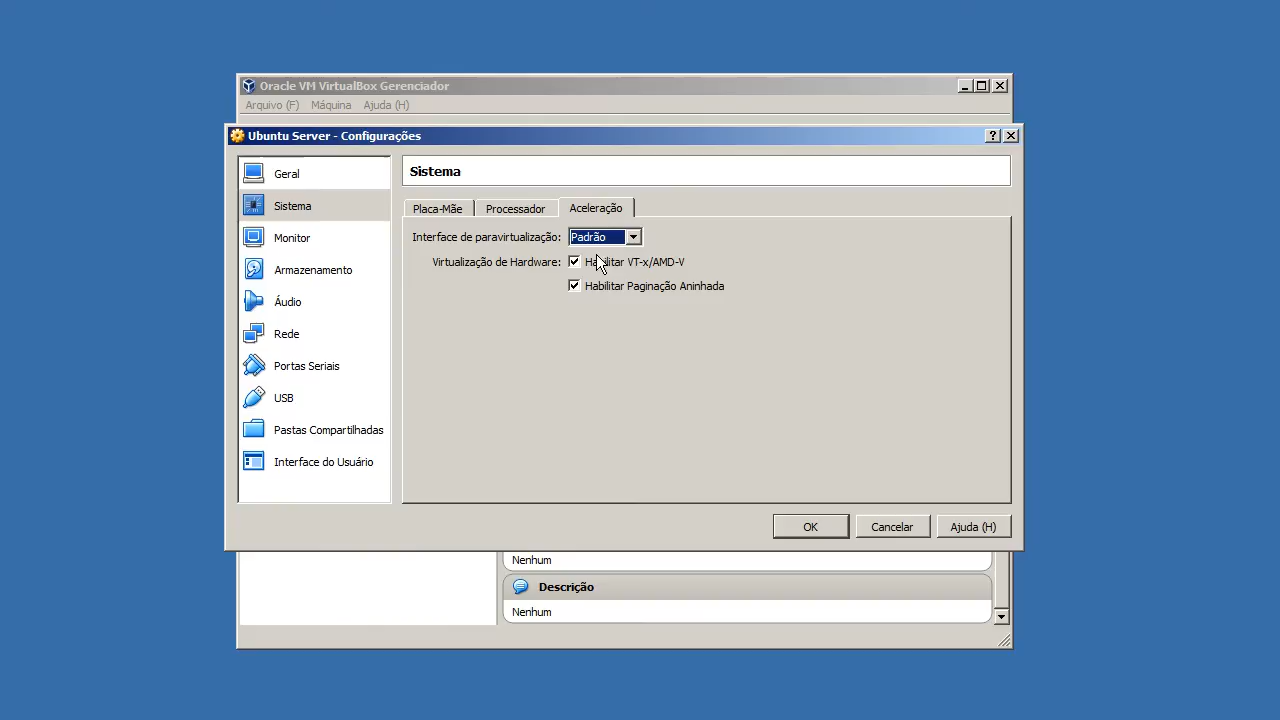 Oracle VM VirtualBox Gerenciador
Arquivo (F) Máquina Ajuda (H)
Ubuntu Server - Configurações
Geral
Sistema
Monitor
Armazenamento
Áudio
Rede
Portas Seriais
USB
Pastas Compartilhadas
Interface do Usuário
Sistema
Placa-Mãe Processador Aceleração
Interface de paravirtualização: Padrão
Virtualização de Hardware: Habilitar VT-x/AMD-V
Habilitar Paginação Aninhada
OK Cancelar Ajuda (H)
Nenhum
Descrição
Nenhum